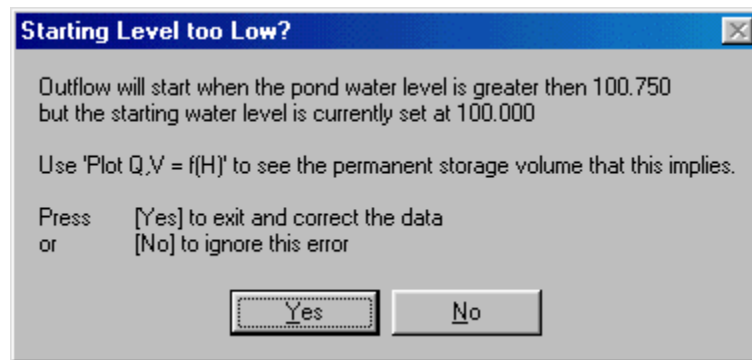 Starting Level too Low?
Outflow will start when the pond water level is greater then 100.750
but the starting water level is currently set at 100.000
Use 'Plot Q,V = f(H)' to see the permanent storage volume that this implies.
Press [Yes] to exit and correct the data
or [No] to ignore this error
Yes No